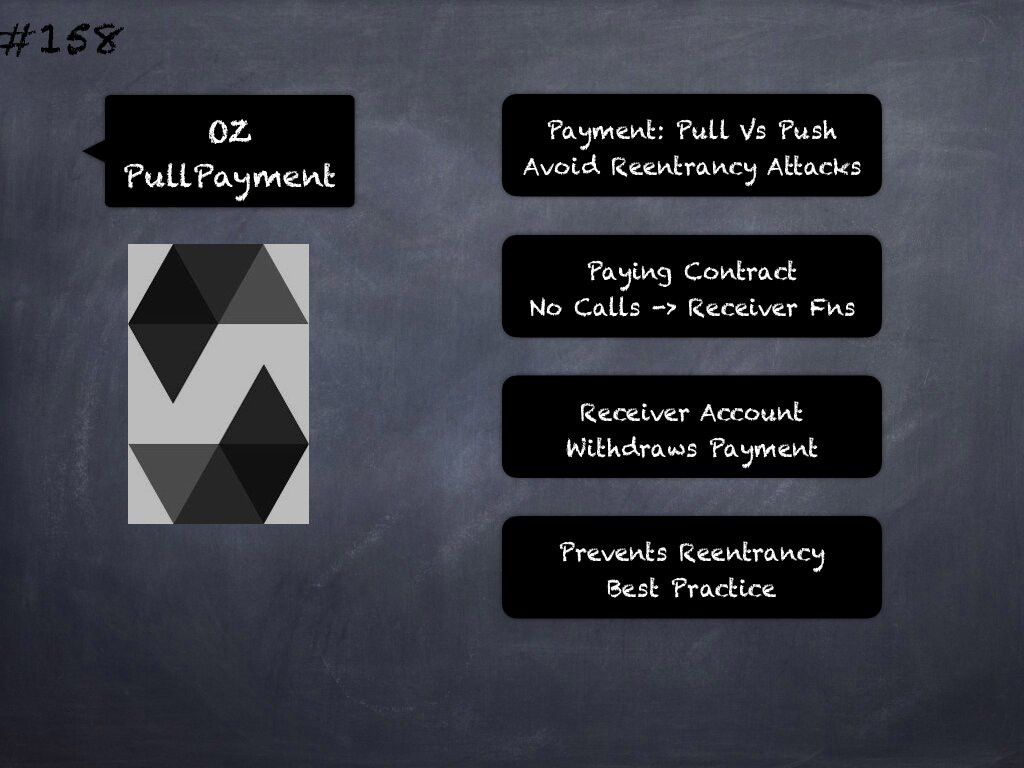 #158
OZ
PullPayment
Payment: Pull Vs Push
Avoid Reentrancy Attacks
Paying Contract
No Calls -> Receiver Fns
Receiver Account
Withdraws Payment
Prevents Reentrancy
Best Practice